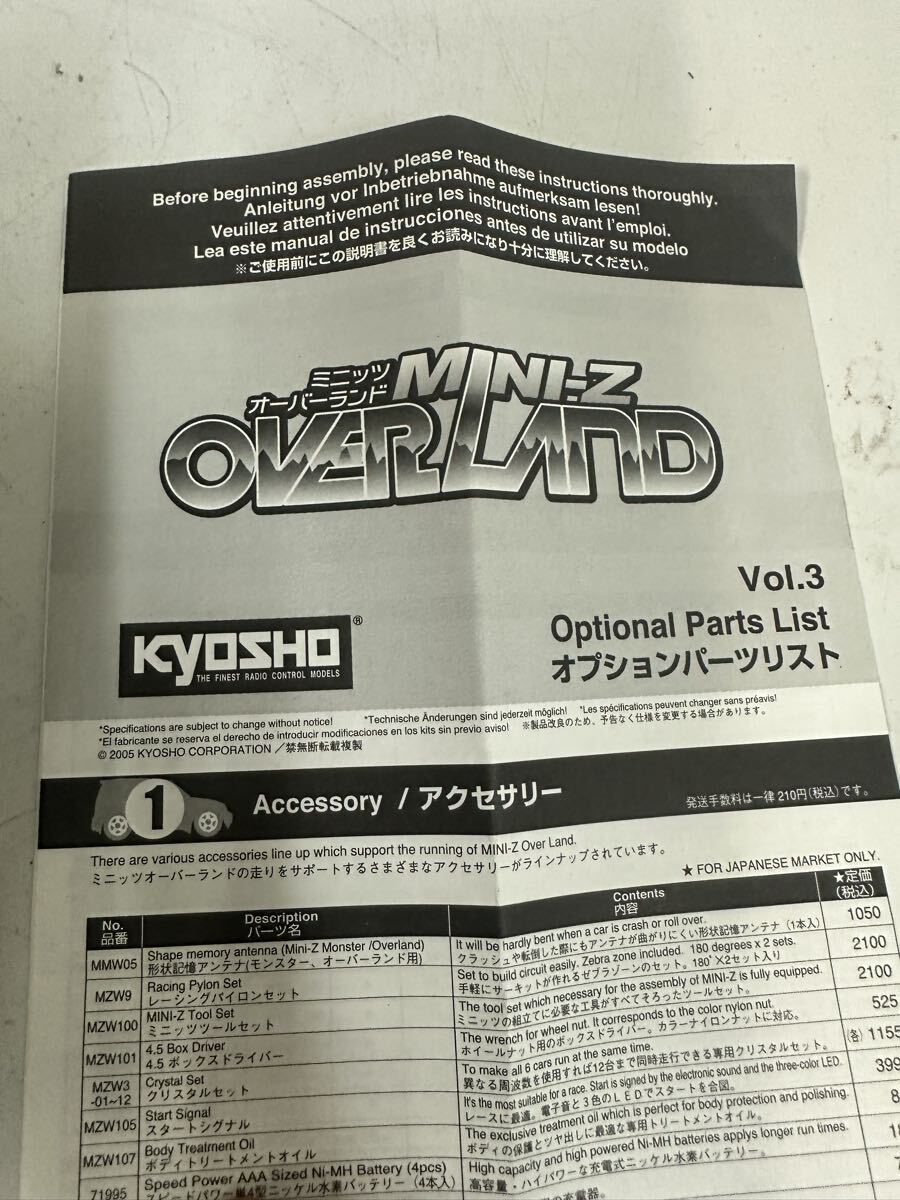 Before beginning assembly, please read these instructions thoroughly.
Anleitung vor Inbetriebnahme aufmerksam lesen!
Veuillez attentivement lire les instructions avant l'emploi.
Lea este manual de instrucciones antes de utilizar su modelo
※ご使用前にこの説明書を良くお読みになり十分に理解してください。
ミニッツ
オーバーランド
MINI-Z
OVERLAND
Vol.3
Optional Parts List
オプションパーツリスト
KYOSHO ®
THE FINEST RADIO CONTROL MODELS
*Specifications are subject to change without notice! *Technische Änderungen sind jederzeit möglich! *Les spécifications peuvent changer sans préavis!
*El fabricante se reserva el derecho de introducir modificaciones en los kits sin previo aviso! ※製品改良のため、予告なく仕様を変更する場合があります。
© 2005 KYOSHO CORPORATION／禁無断転載複製
1 Accessory / アクセサリー 発送手数料は一律210円(税込)です。
There are various accessories line up which support the running of MINI-Z Over Land.
ミニッツオーバーランドの走りをサポートするさまざまなアクセサリーがラインナップされています。
★ FOR JAPANESE MARKET ONLY.
No. Description Contents ★定価
品番 パーツ名 内容 (税込)
MMW05 Shape memory antenna (Mini-Z Monster /Overland) It will be hardly bent when a car is crash or roll over. 1050
形状記憶アンテナ(モンスター、オーバーランド用) クラッシュや転倒した際にもアンテナが曲がりにくい形状記憶アンテナ（1本入）
MZW9 Racing Pylon Set Set to build circuit easily. Zebra zone included. 180 degrees x 2 sets. 2100
レーシングパイロンセット 手軽にサーキットが作れるゼブラゾーンのセット。180°×2セット入り
MZW100 MINI-Z Tool Set The tool set which necessary for the assembly of MINI-Z is fully equipped. 2100
ミニッツツールセット ミニッツの組立てに必要な工具がすべてそろったツールセット。
MZW101 4.5 Box Driver The wrench for wheel nut. It corresponds to the color nylon nut. 525
4.5 ボックスドライバー ホイールナット用のボックスドライバー。カラーナイロンナットに対応。
MZW3 Crystal Set To make all 6 cars run at the same time. (各) 1155
-01~12 クリスタルセット 異なる周波数を使用すれば12台まで同時走行できる専用クリスタルセット。
MZW105 Start Signal It's the most suitable for a race. Start is signed by the electronic sound and the three-color LED. 399
スタートシグナル レースに最適。電子音と3色のLEDでスタートを合図。
MZW107 Body Treatment Oil The exclusive treatment oil which is perfect for body protection and polishing. 8
ボディトリートメントオイル ボディの保護とツヤ出しに最適な専用トリートメントオイル。
71995 Speed Power AAA Sized Ni-MH Battery (4pcs) High capacity and high powered Ni-MH batteries applys longer run times. 18
スピードパワー単4型ニッケル水素バッテリー（4本入） 高容量・ハイパワーな充電式ニッケル水素バッテリー。
充電器。